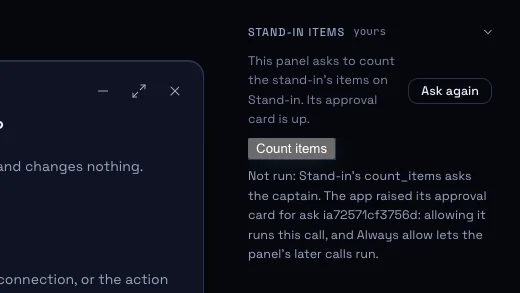 STAND-IN ITEMS yours
This panel asks to count
the stand-in's items on
Stand-in. Its approval
card is up.
Ask again
Count items
Not run: Stand-in's count_items asks
the captain. The app raised its approval
card for ask ia72571cf3756d: allowing it
runs this call, and Always allow lets the
panel's later calls run.
and changes nothing.
connection, or the action